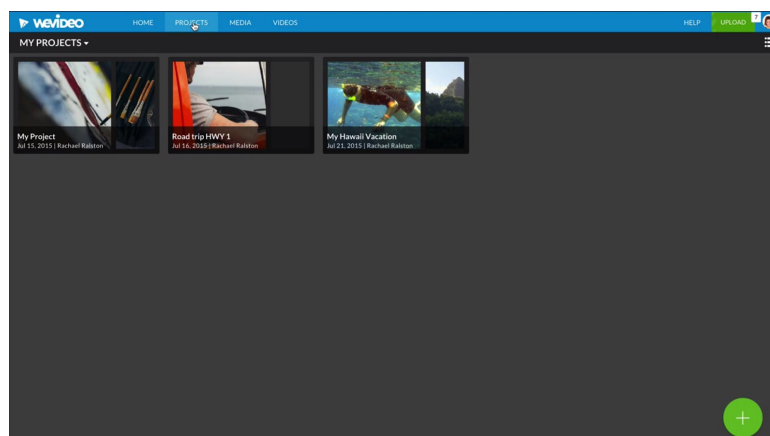 WEVIDEO HOME PROJECTS MEDIA VIDEOS HELP UPLOAD 7
MY PROJECTS
My Project
Jul 15, 2015 | Rachael Ralston
Road trip HWY 1
Jul 16, 2015 | Rachael Ralston
My Hawaii Vacation
Jul 21, 2015 | Rachael Ralston